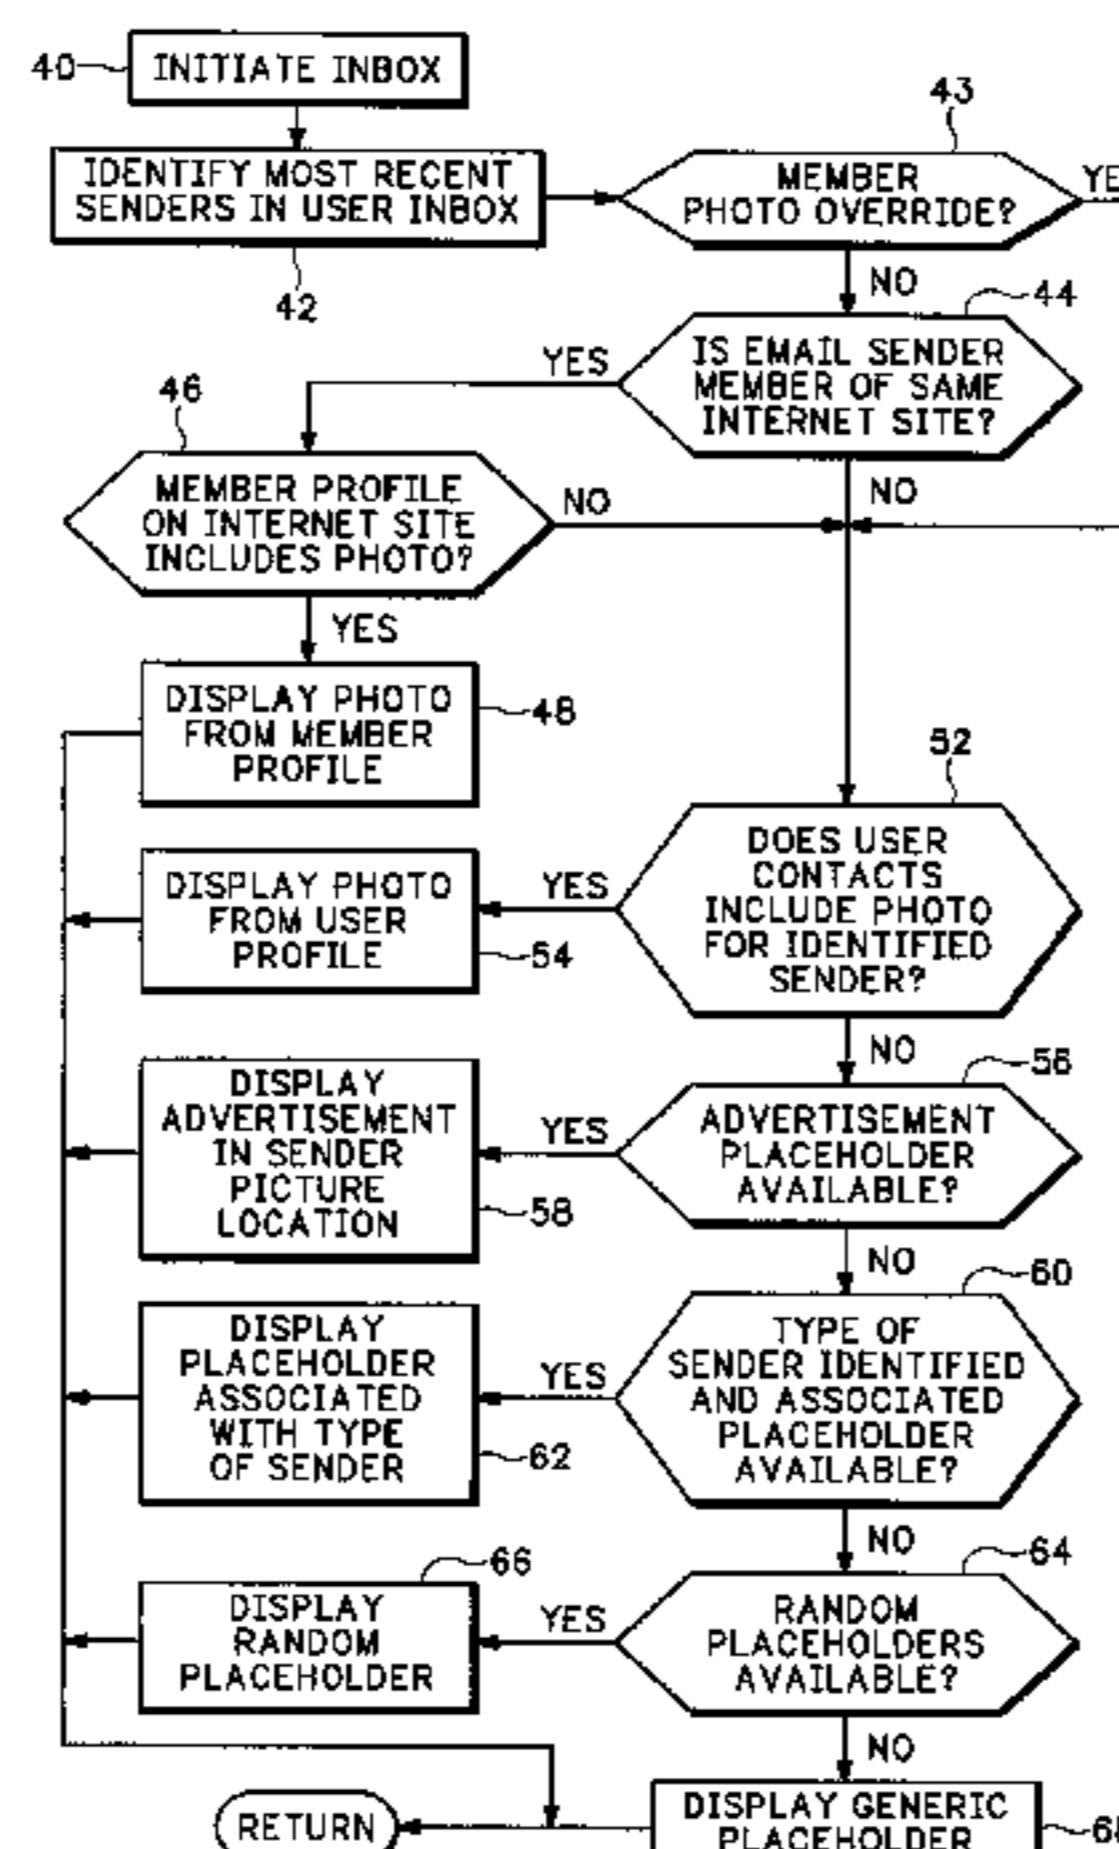 40
INITIATE INBOX
43
IDENTIFY MOST RECENT
SENDERS IN USER INBOX
42
MEMBER
PHOTO OVERRIDE?
NO
44
IS EMAIL SENDER
MEMBER OF SAME
INTERNET SITE?
YES
NO
46
MEMBER PROFILE
ON INTERNET SITE
INCLUDES PHOTO?
NO
YES
DISPLAY PHOTO
FROM MEMBER
PROFILE
48
52
DOES USER
CONTACTS
INCLUDE PHOTO
FOR IDENTIFIED
SENDER?
YES
DISPLAY PHOTO
FROM USER
PROFILE
54
NO
56
ADVERTISEMENT
PLACEHOLDER
AVAILABLE?
YES
DISPLAY
ADVERTISEMENT
IN SENDER
PICTURE
LOCATION
58
NO
60
TYPE OF
SENDER IDENTIFIED
AND ASSOCIATED
PLACEHOLDER
AVAILABLE?
YES
DISPLAY
PLACEHOLDER
ASSOCIATED
WITH TYPE
OF SENDER
62
NO
64
RANDOM
PLACEHOLDERS
AVAILABLE?
YES
66
DISPLAY
RANDOM
PLACEHOLDER
NO
DISPLAY GENERIC
PLACEHOLDER
RETURN